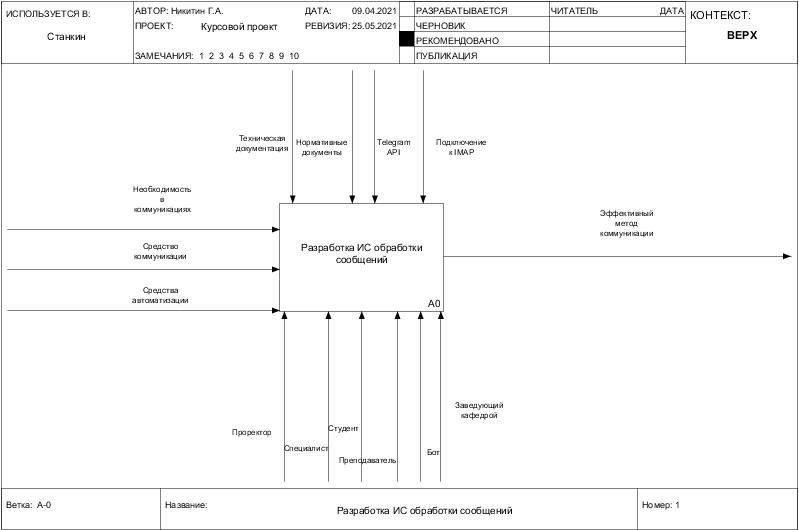 ИСПОЛЬЗУЕТСЯ В:
Станкин
АВТОР: Никитин Г.А.
ДАТА: 09.04.2021
ПРОЕКТ: Курсовой проект
РЕВИЗИЯ: 25.05.2021
ЗАМЕЧАНИЯ: 1 2 3 4 5 6 7 8 9 10
РАЗРАБАТЫВАЕТСЯ
ЧЕРНОВИК
РЕКОМЕНДОВАНО
ПУБЛИКАЦИЯ
ЧИТАТЕЛЬ
ДАТА
КОНТЕКСТ:
ВЕРХ
Техническая
документация
Нормативные
документы
Telegram
API
Подключение
к IMAP
Необходимость
в
коммуникациях
Средство
коммуникации
Средства
автоматизации
Разработка ИС обработки
сообщений
A0
Эффективный
метод
коммуникации
Проректор
Специалист
Студент
Преподаватель
Бот
Заведующий
кафедрой
Ветка: А-0
Название:
Разработка ИС обработки сообщений
Номер: 1